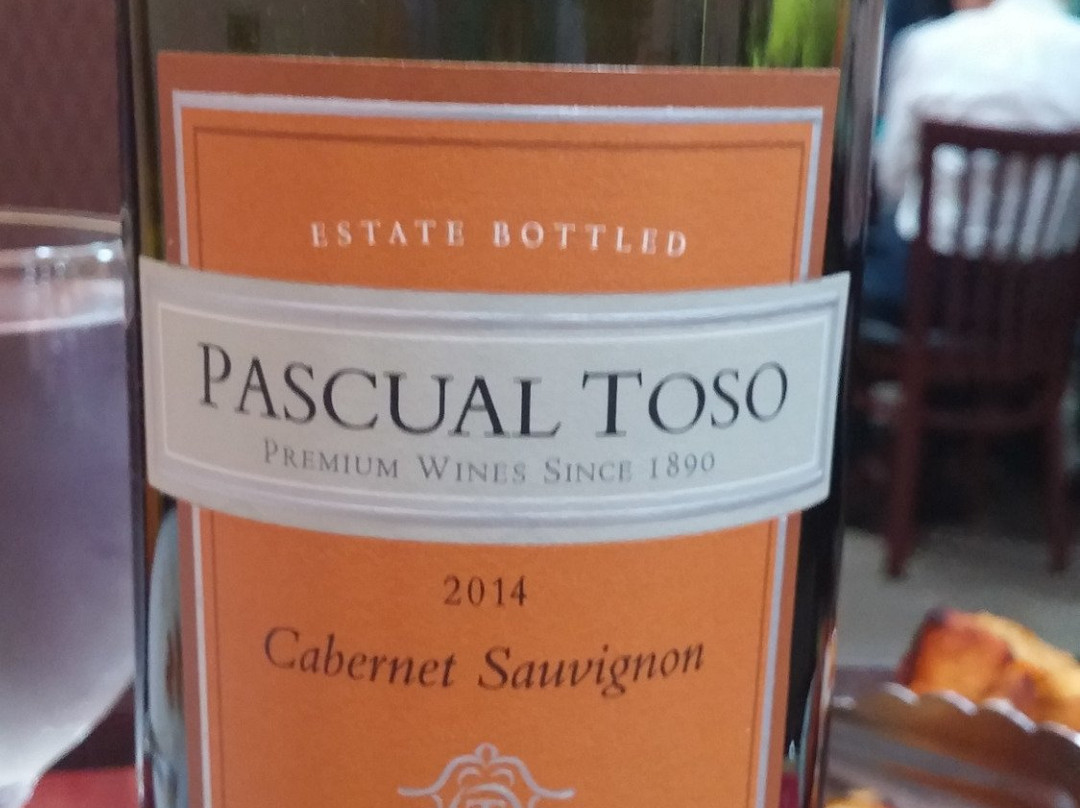 ESTATE BOTTLED
PASCUAL TOSO
PREMIUM WINES SINCE 1890
2014
Cabernet Sauvignon